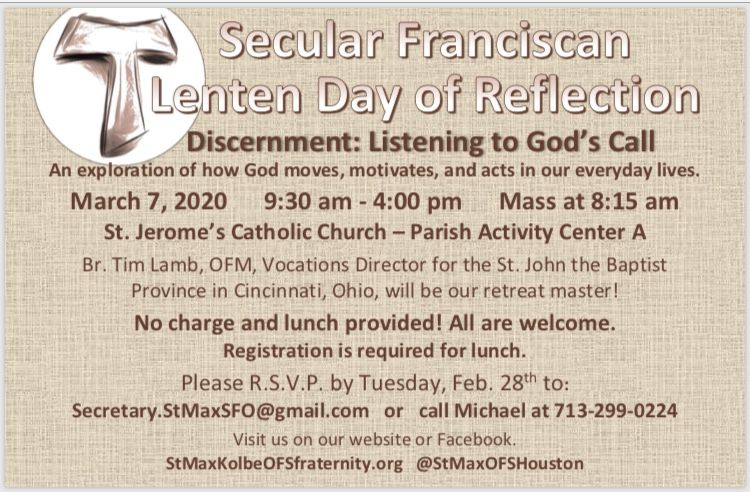 Secular Franciscan
Lenten Day of Reflection
Discernment: Listening to God's Call
An exploration of how God moves, motivates, and acts in our everyday lives.
March 7, 2020 9:30 am - 4:00 pm Mass at 8:15 am
St. Jerome's Catholic Church – Parish Activity Center A
Br. Tim Lamb, OFM, Vocations Director for the St. John the Baptist
Province in Cincinnati, Ohio, will be our retreat master!
No charge and lunch provided! All are welcome.
Registration is required for lunch.
Please R.S.V.P. by Tuesday, Feb. 28th to:
Secretary.StMaxSFO@gmail.com or call Michael at 713-299-0224
Visit us on our website or Facebook.
StMaxKolbeOFSfraternity.org @StMaxOFSHouston